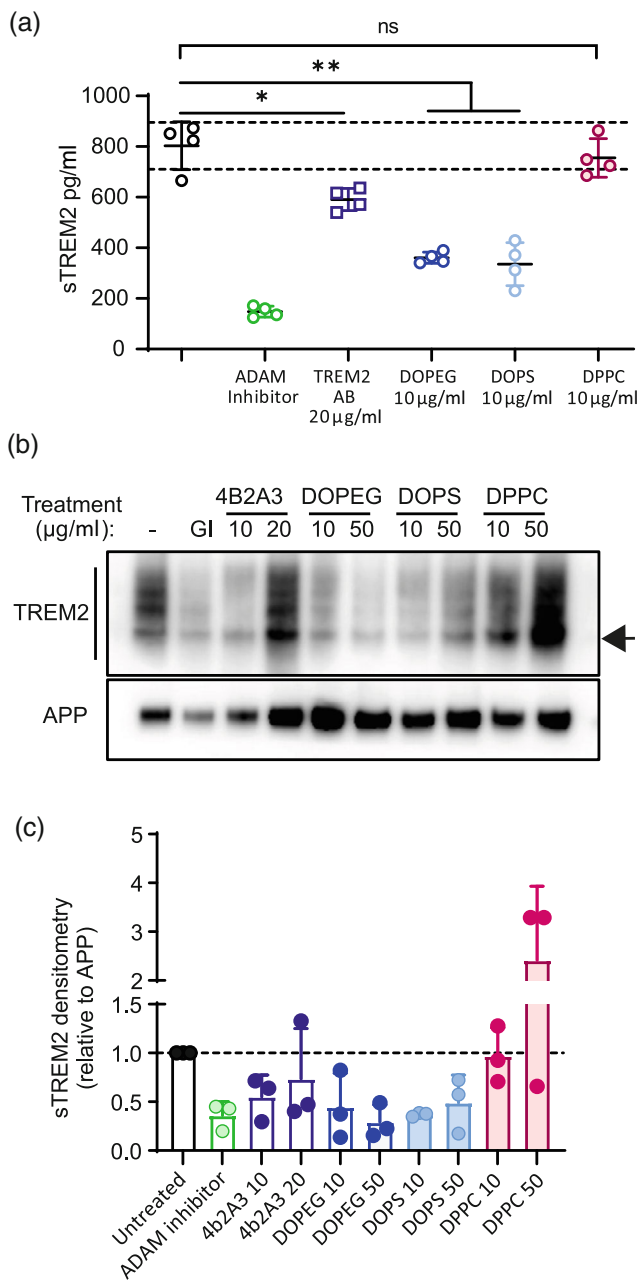 (a)
ns
**
*
1000
800
600
400
200
0
sTREM2 pg/ml
ADAM Inhibitor
TREM2 AB 20 µg/ml
DOPEG 10 µg/ml
DOPS 10 µg/ml
DPPC 10 µg/ml
(b)
Treatment (µg/ml):
4B2A3 DOPEG DOPS DPPC
- GI 10 20 10 50 10 50 10 50
TREM2
APP
(c)
5
4
3
2
1.5
1.0
0.5
0.0
sTREM2 densitometry
(relative to APP)
Untreated
ADAM inhibitor
4b2A3 10
4b2A3 20
DOPEG 10
DOPEG 50
DOPS 10
DOPS 50
DPPC 10
DPPC 50